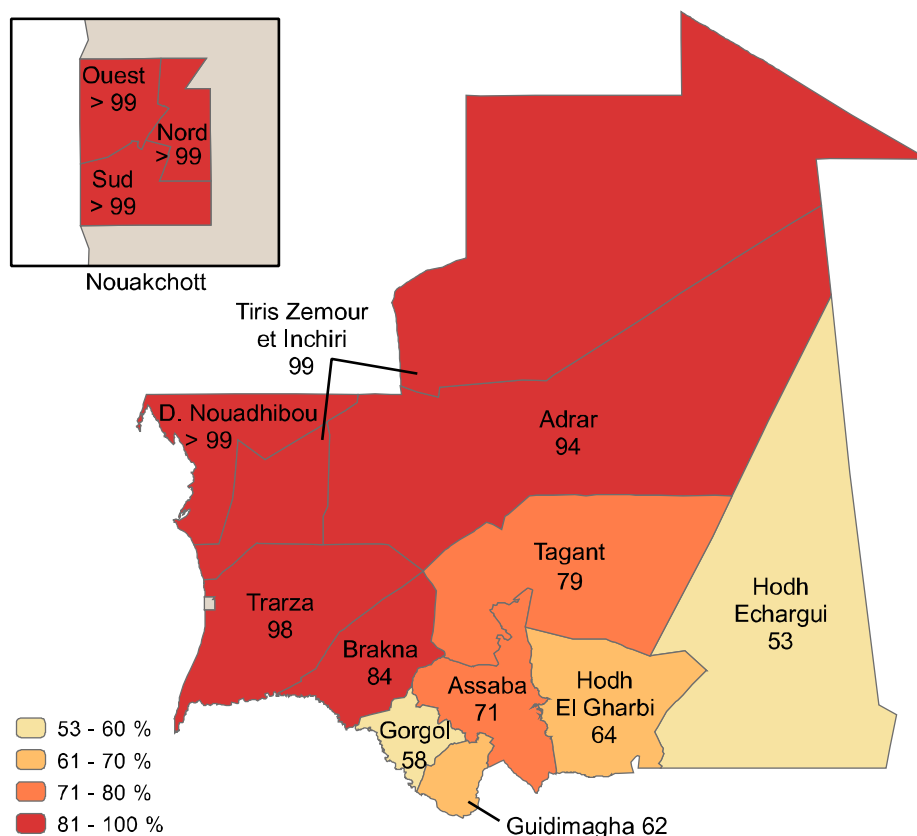 Ouest
> 99
Nord
> 99
Sud
> 99
Nouakchott
Tiris Zemour
et Inchiri
99
D. Nouadhibou
> 99
Adrar
94
Tagant
79
Hodh
Echargui
53
Trarza
98
Brakna
84
Assaba
71
Hodh
El Gharbi
64
Gorgol
58
Guidimagha 62
53 - 60 %
61 - 70 %
71 - 80 %
81 - 100 %